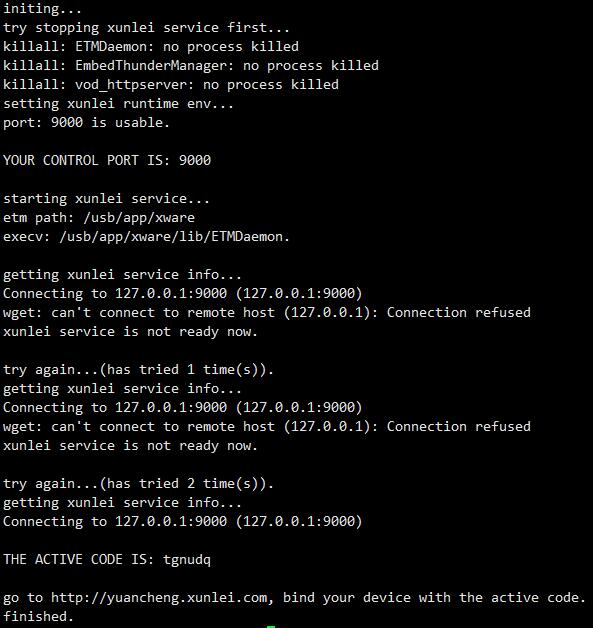 initing...
try stopping xunlei service first...
killall: ETMDaemon: no process killed
killall: EmbedThunderManager: no process killed
killall: vod_httpserver: no process killed
setting xunlei runtime env...
port: 9000 is usable.
YOUR CONTROL PORT IS: 9000
starting xunlei service...
etm path: /usb/app/xware
execv: /usb/app/xware/lib/ETMDaemon.
getting xunlei service info...
Connecting to 127.0.0.1:9000 (127.0.0.1:9000)
wget: can't connect to remote host (127.0.0.1): Connection refused
xunlei service is not ready now.
try again...(has tried 1 time(s)).
getting xunlei service info...
Connecting to 127.0.0.1:9000 (127.0.0.1:9000)
wget: can't connect to remote host (127.0.0.1): Connection refused
xunlei service is not ready now.
try again...(has tried 2 time(s)).
getting xunlei service info...
Connecting to 127.0.0.1:9000 (127.0.0.1:9000)
THE ACTIVE CODE IS: tgnudq
go to http://yuancheng.xunlei.com, bind your device with the active code.
finished.